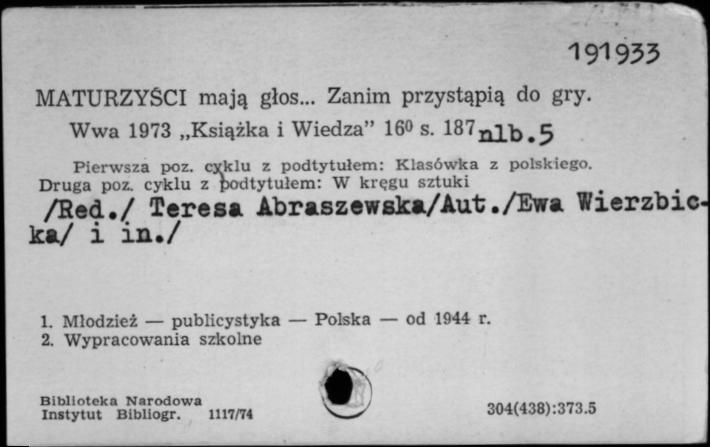 191933
MATURZYŚCI mają głos... Zanim przystąpią do gry.
Wwa 1973 „Książka i Wiedza” 16⁰ s. 187 nlb.5
Pierwsza poz. cyklu z podtytułem: Klasówka z polskiego.
Druga poz. cyklu z podtytułem: W kręgu sztuki
/Red./ Teresa Abraszewska/Aut./Ewa Wierzbic-
ka/ i in./
1. Młodzież — publicystyka — Polska — od 1944 r.
2. Wypracowania szkolne
Biblioteka Narodowa
Instytut Bibliogr. 1117/74
304(438):373.5